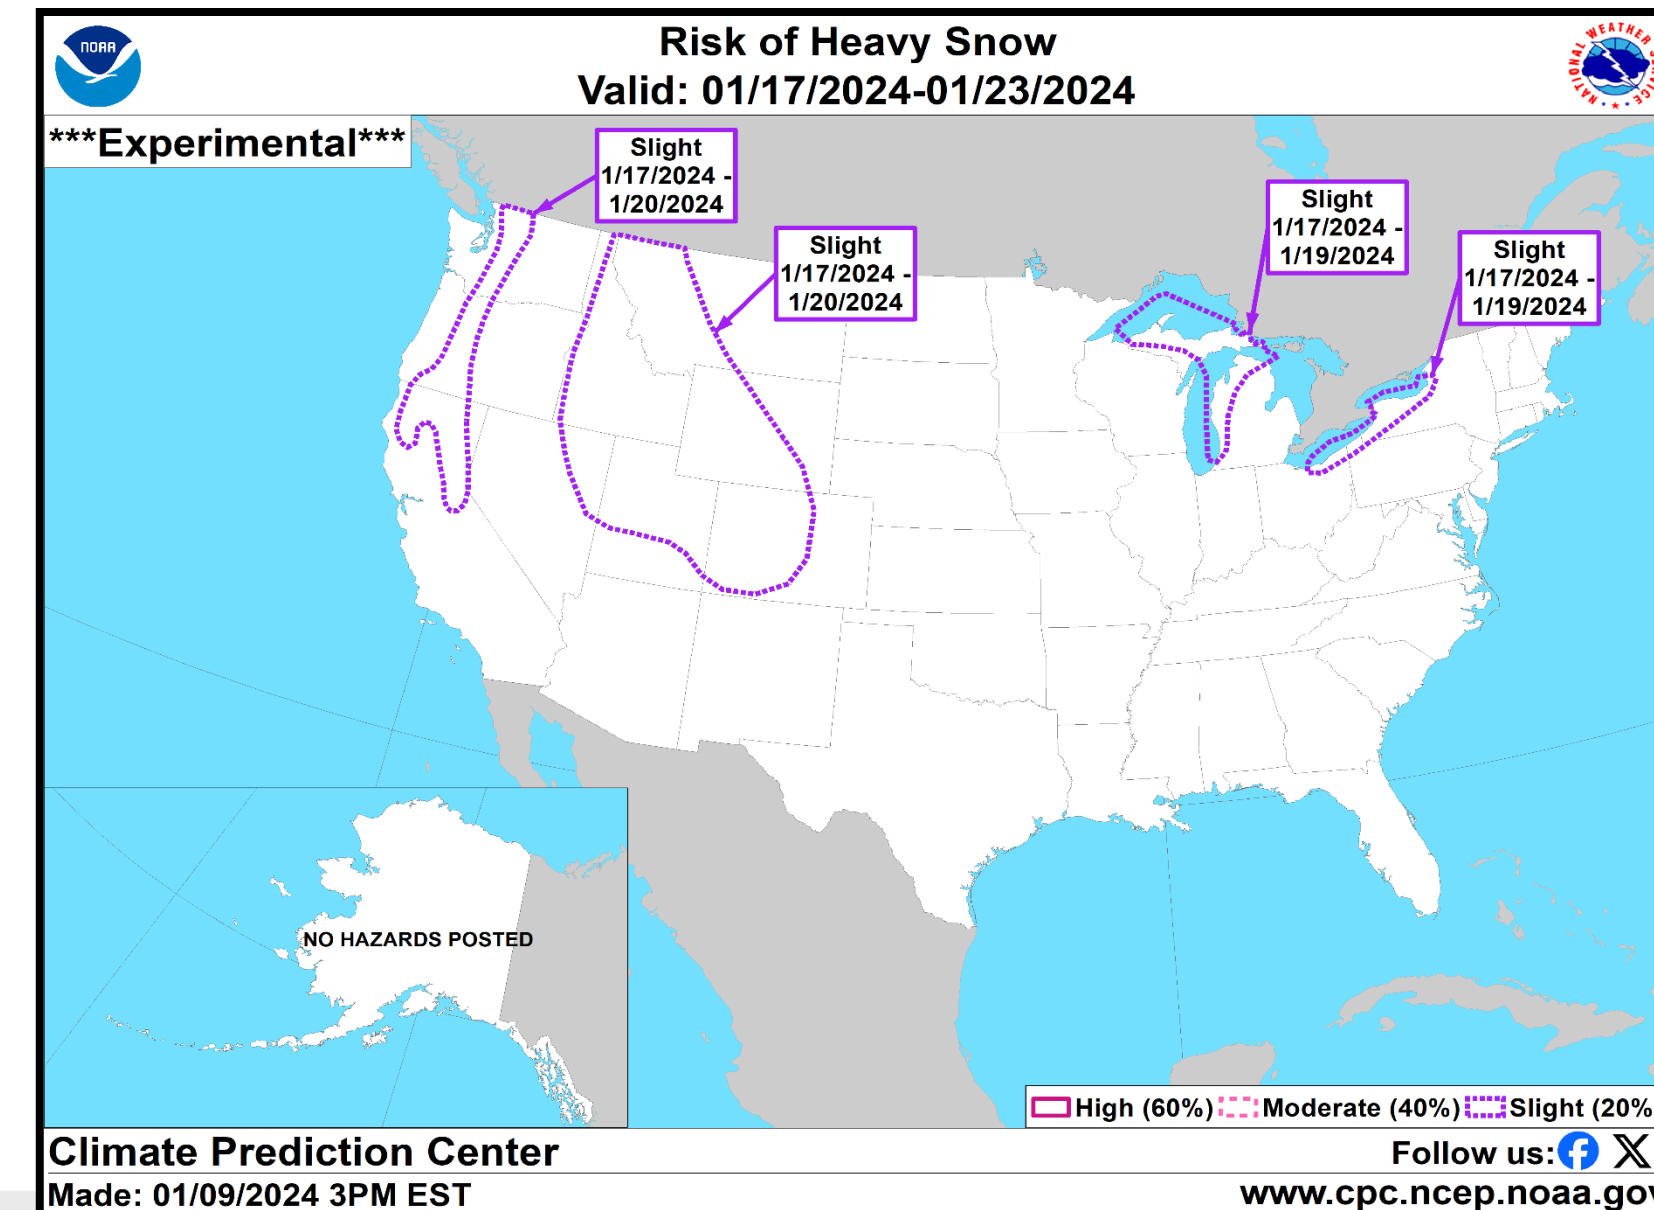 NOAA
Risk of Heavy Snow
Valid: 01/17/2024-01/23/2024
NATIONAL WEATHER
***Experimental***
Slight
1/17/2024 -
1/20/2024
Slight
1/17/2024 -
1/20/2024
Slight
1/17/2024 -
1/19/2024
Slight
1/17/2024 -
1/19/2024
NO HAZARDS POSTED
High (60%) Moderate (40%) Slight (20%
Climate Prediction Center
Follow us:
Made: 01/09/2024 3PM EST
www.cpc.ncep.noaa.gov